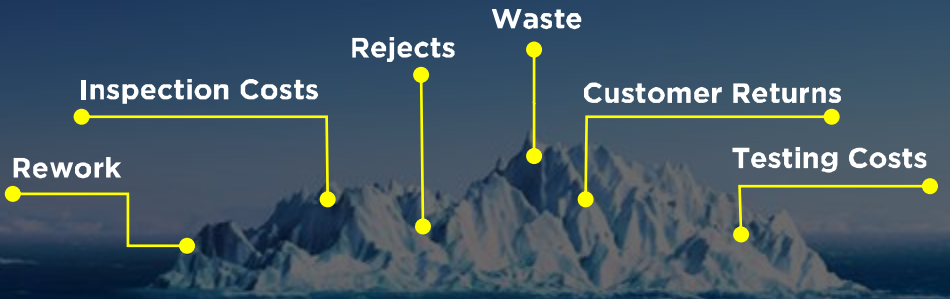 Waste
Rejects
Inspection Costs
Customer Returns
Testing Costs
Rework